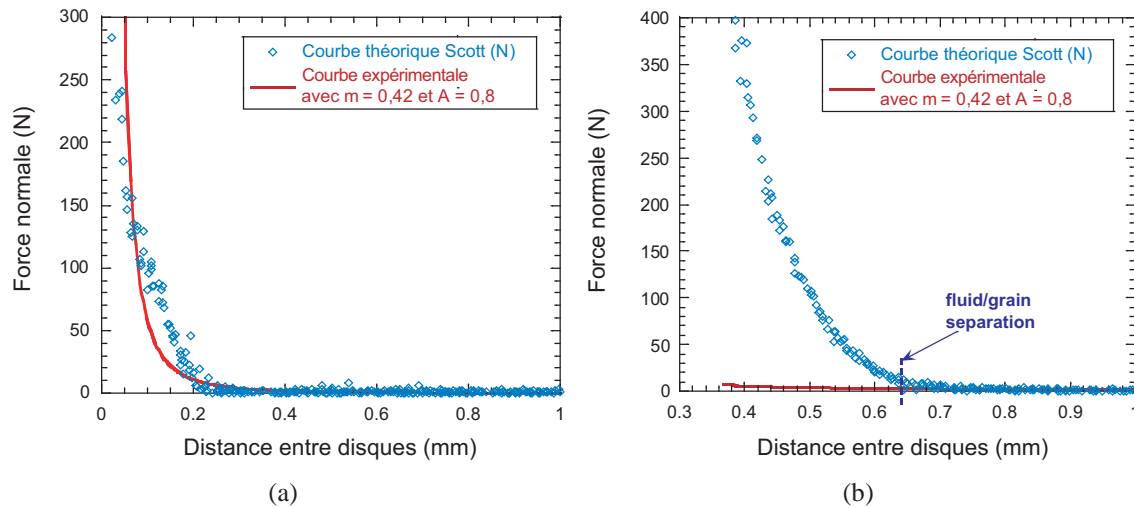 300
250
200
150
100
50
0
Force normale (N)
Courbe théorique Scott (N)
Courbe expérimentale
avec m = 0,42 et A = 0,8
0
0.2
0.4
0.6
0.8
1
Distance entre disques (mm)
(a)
400
350
300
250
200
150
100
50
0
Force normale (N)
Courbe théorique Scott (N)
Courbe expérimentale
avec m = 0,42 et A = 0,8
fluid/grain
separation
0.3
0.4
0.5
0.6
0.7
0.8
0.9
1
Distance entre disques (mm)
(b)